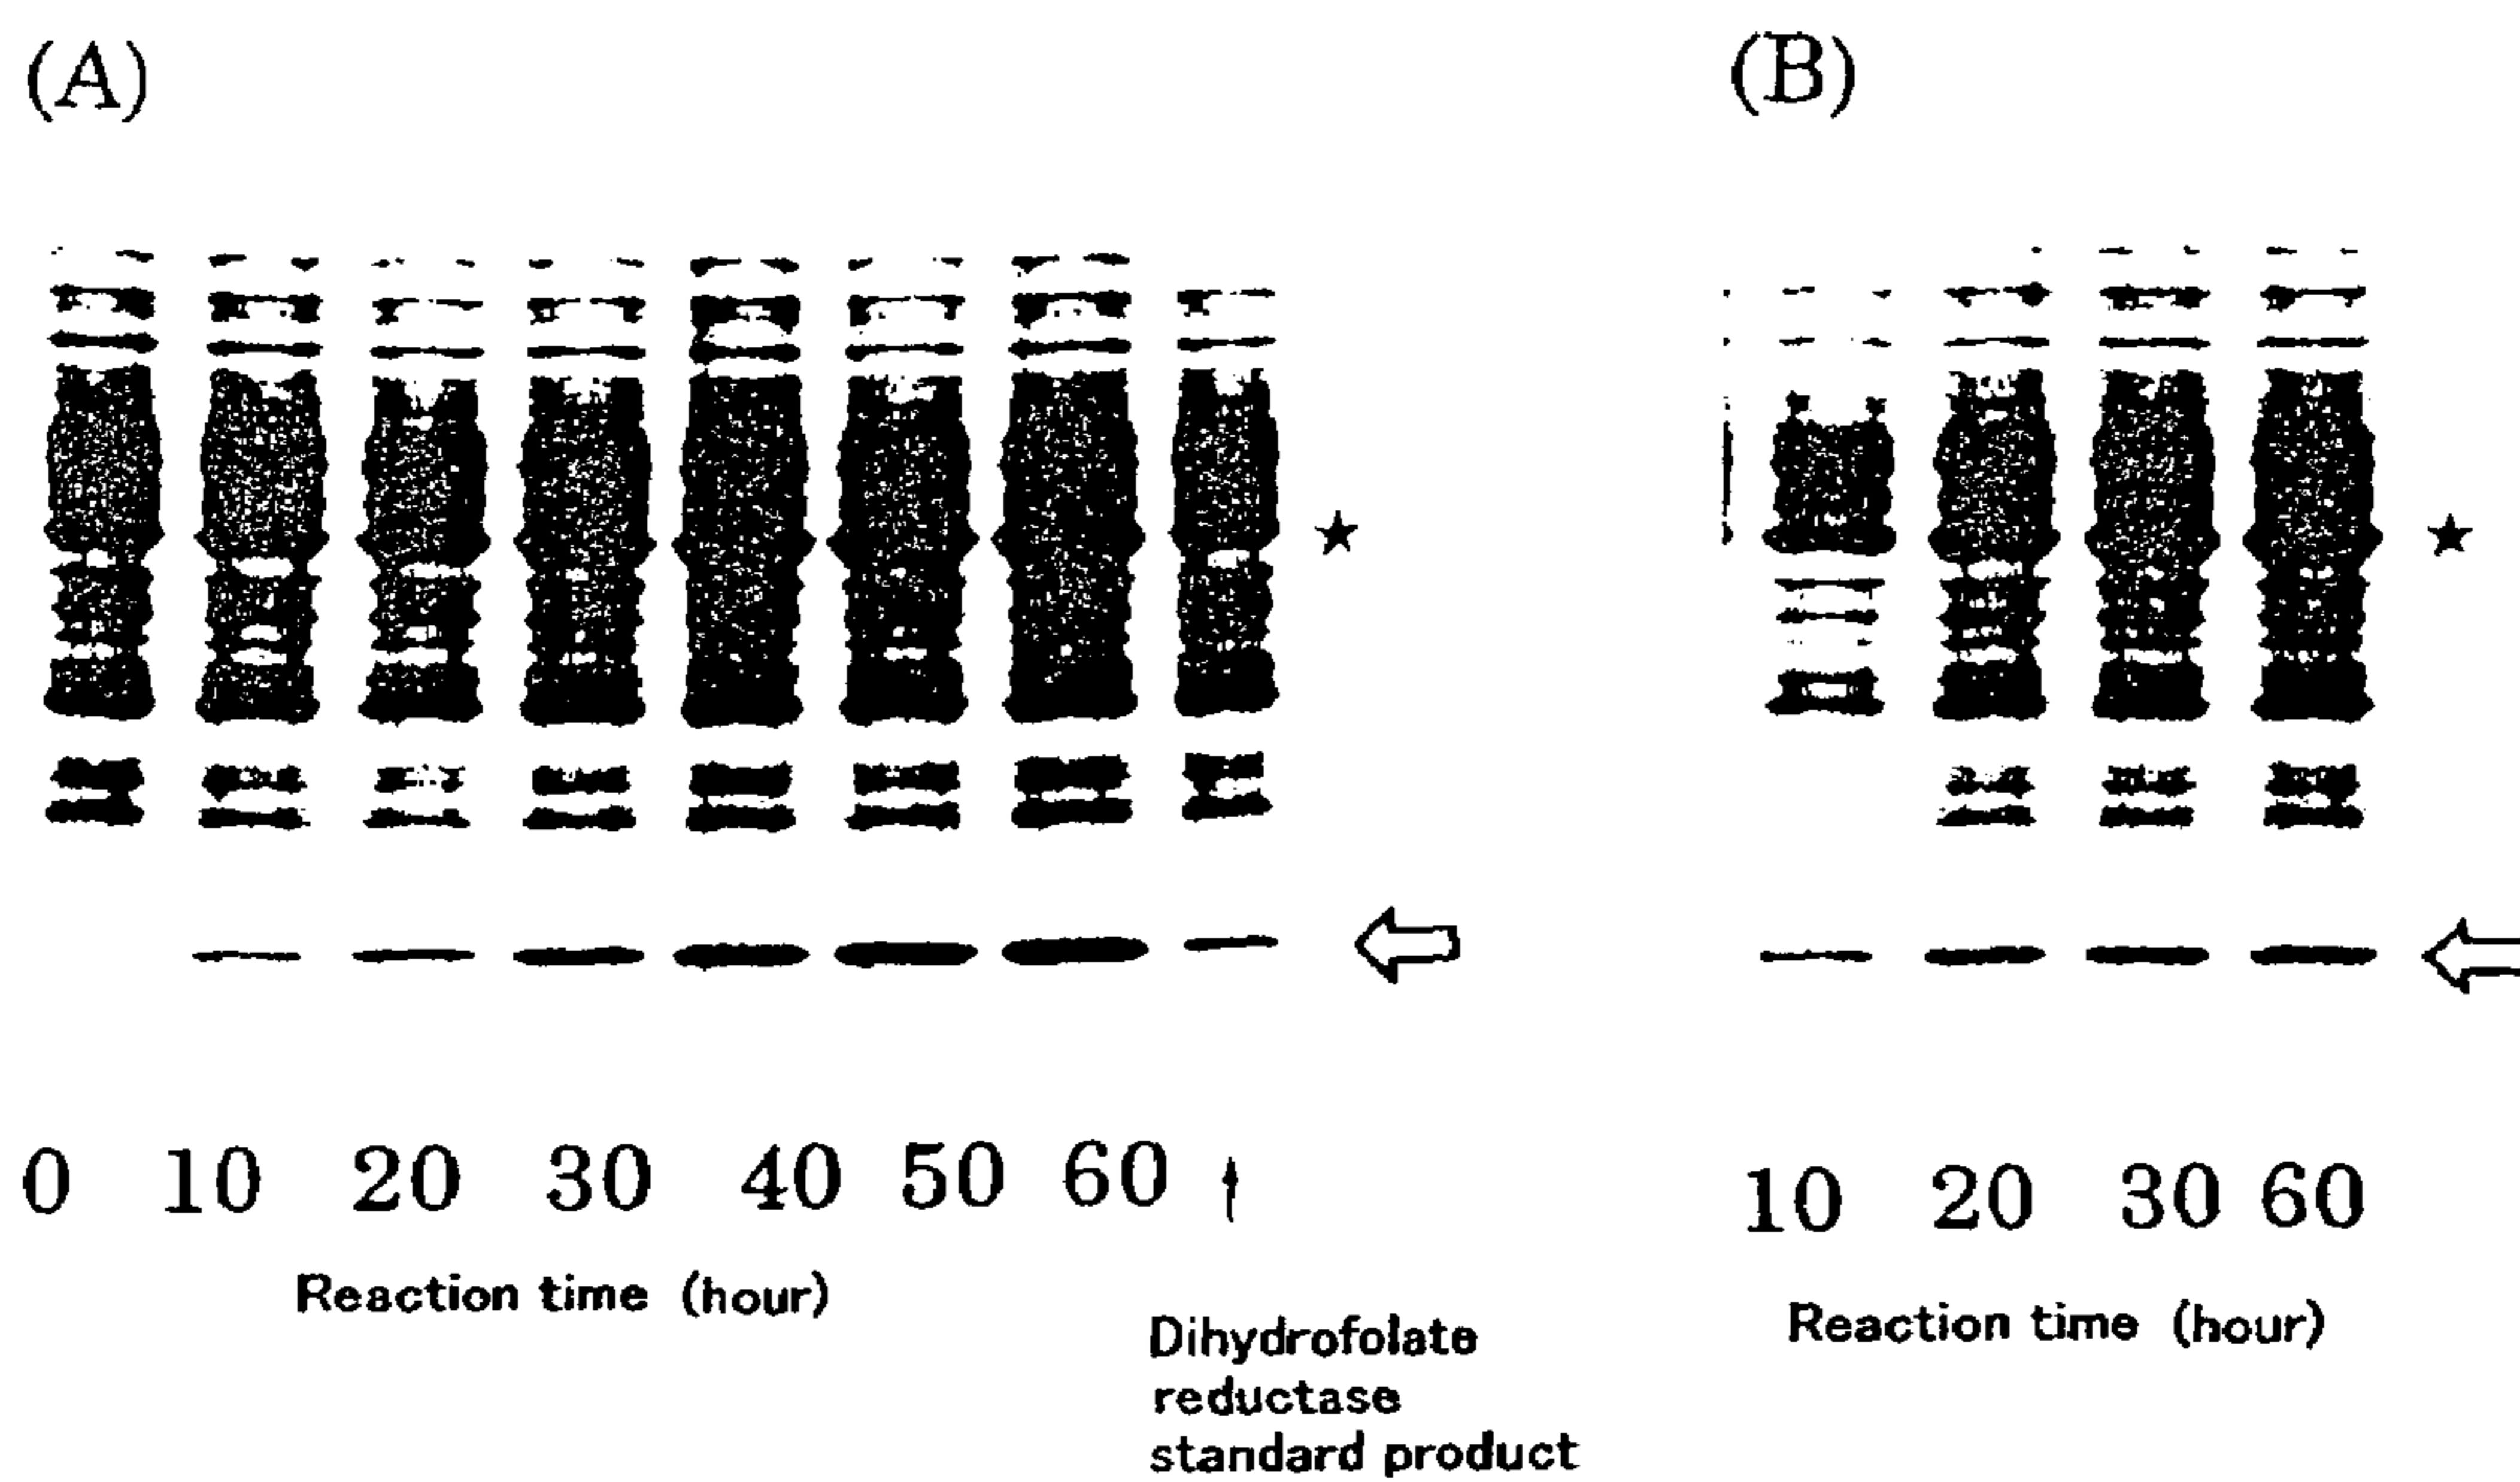 (A)
(B)
0 10 20 30 40 50 60
Reaction time (hour)
Dihydrofolate
reductase
standard product
10 20 30 60
Reaction time (hour)